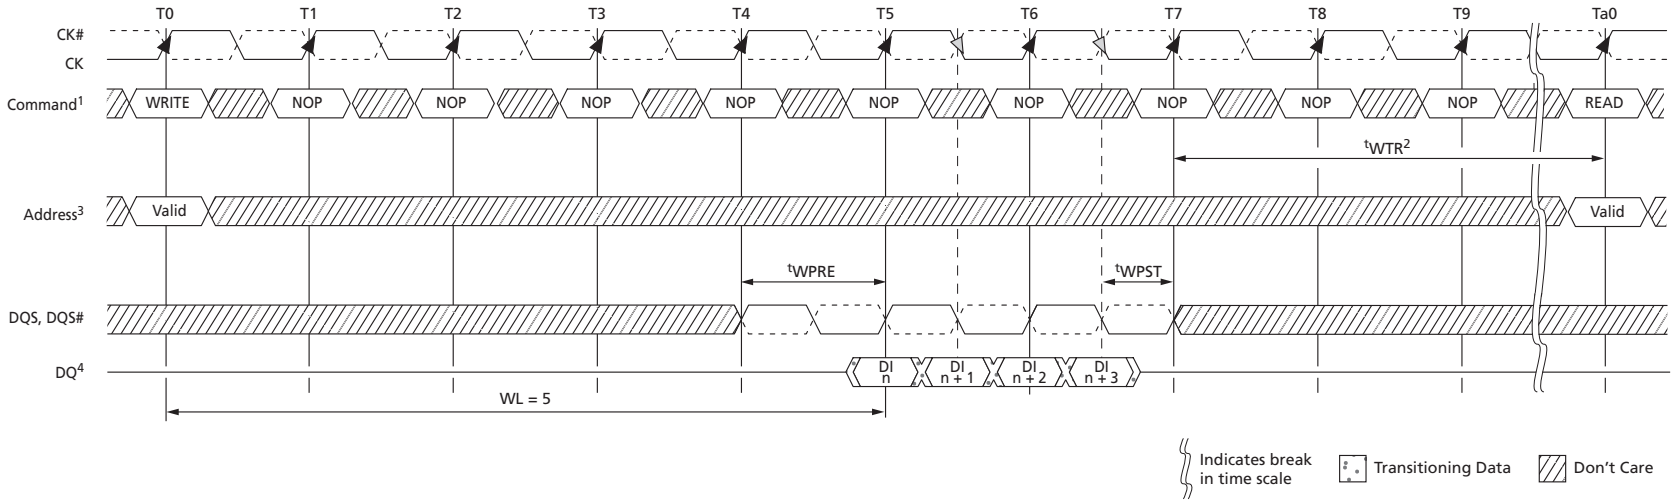 T0 T1 T2 T3 T4 T5 T6 T7 T8 T9 Ta0
CK#
CK
Command1 WRITE NOP NOP NOP NOP NOP NOP NOP NOP NOP READ
tWTR2
Address3 Valid Valid
tWPRE tWPST
DQS, DQS#
DQ4 DI n DI n + 1 DI n + 2 DI n + 3
WL = 5
Indicates break in time scale
Transitioning Data
Don't Care